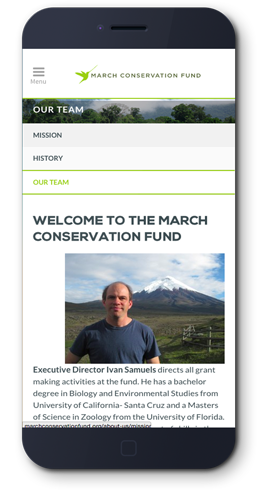 Menu
MARCH CONSERVATION FUND
OUR TEAM
MISSION
HISTORY
OUR TEAM
WELCOME TO THE MARCH
CONSERVATION FUND
Executive Director Ivan Samuels directs all grant
making activities at the fund. He has a bachelor
degree in Biology and Environmental Studies from
University of California- Santa Cruz and a Masters
of Science in Zoology from the University of Florida.
marchconservationfund.org/about-us/mission